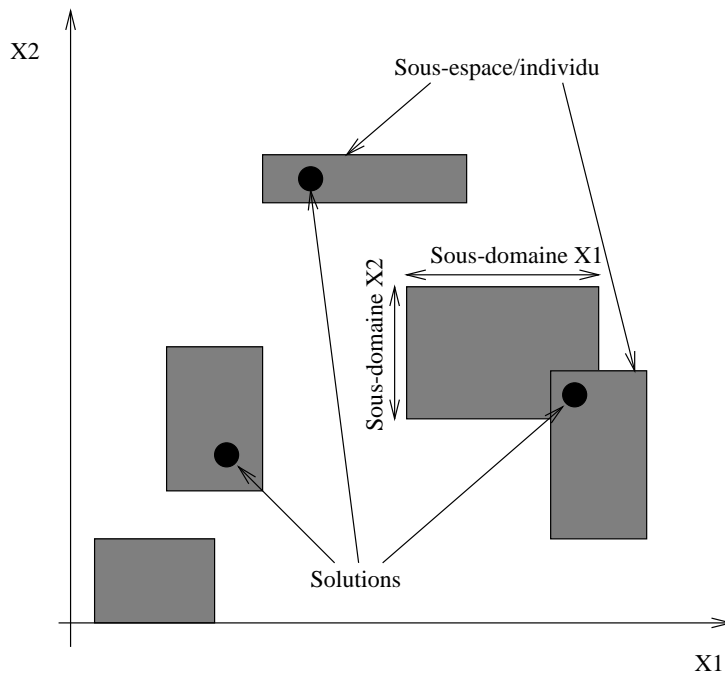 X2
Sous-espace/individu
Sous-domaine X1
Sous-domaine X2
Solutions
X1